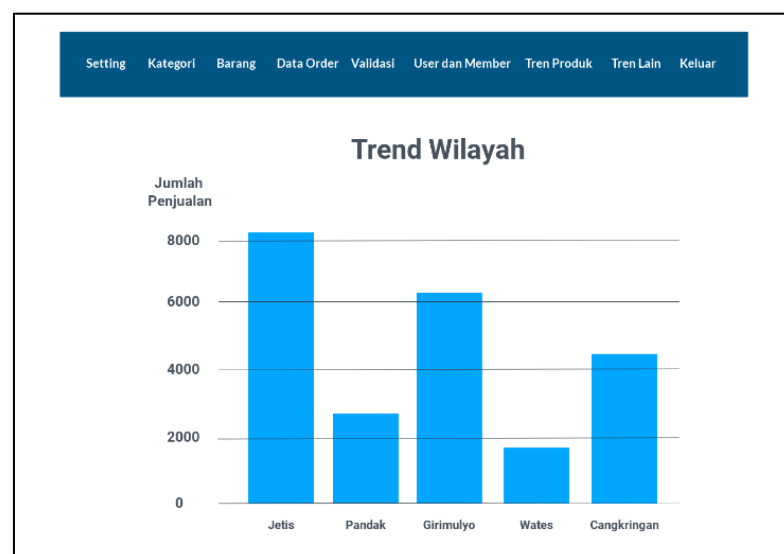 Setting Kategori Barang Data Order Validasi User dan Member Tren Produk Tren Lain Keluar
Trend Wilayah
Jumlah
Penjualan
8000
6000
4000
2000
0
Jetis Pandak Girimulyo Wates Cangkringan